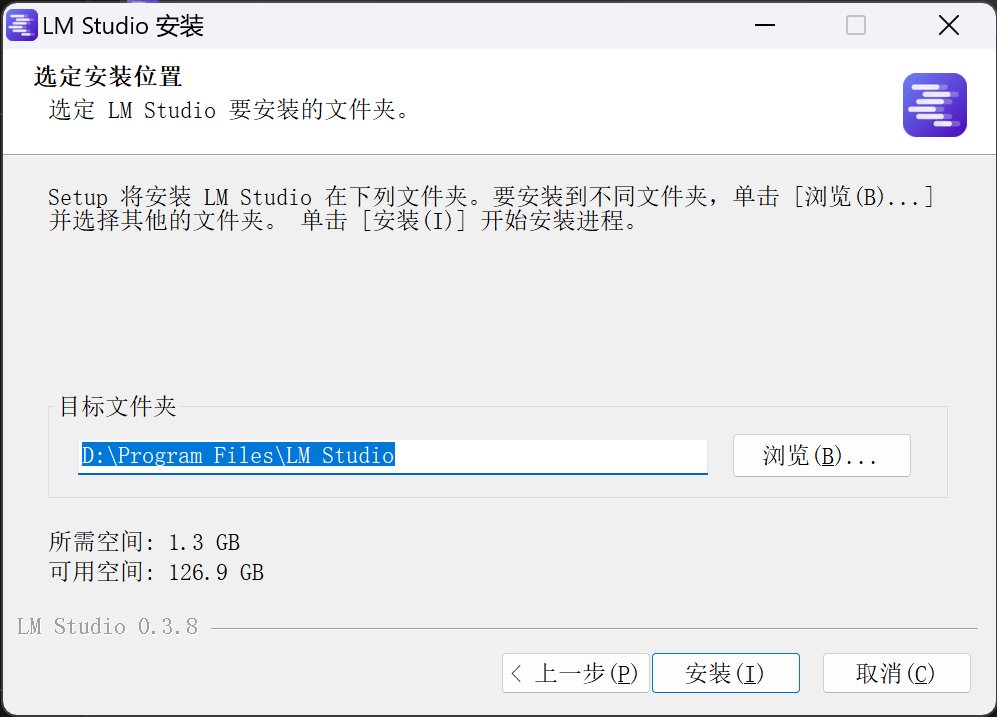 LM Studio 安装
选定安装位置
选定 LM Studio 要安装的文件夹。
Setup 将安装 LM Studio 在下列文件夹。要安装到不同文件夹，单击 [浏览(B)...]
并选择其他的文件夹。 单击 [安装(I)] 开始安装进程。
目标文件夹
D:\Program Files\LM Studio
浏览(B)...
所需空间: 1.3 GB
可用空间: 126.9 GB
LM Studio 0.3.8
< 上一步(P)
安装(I)
取消(C)